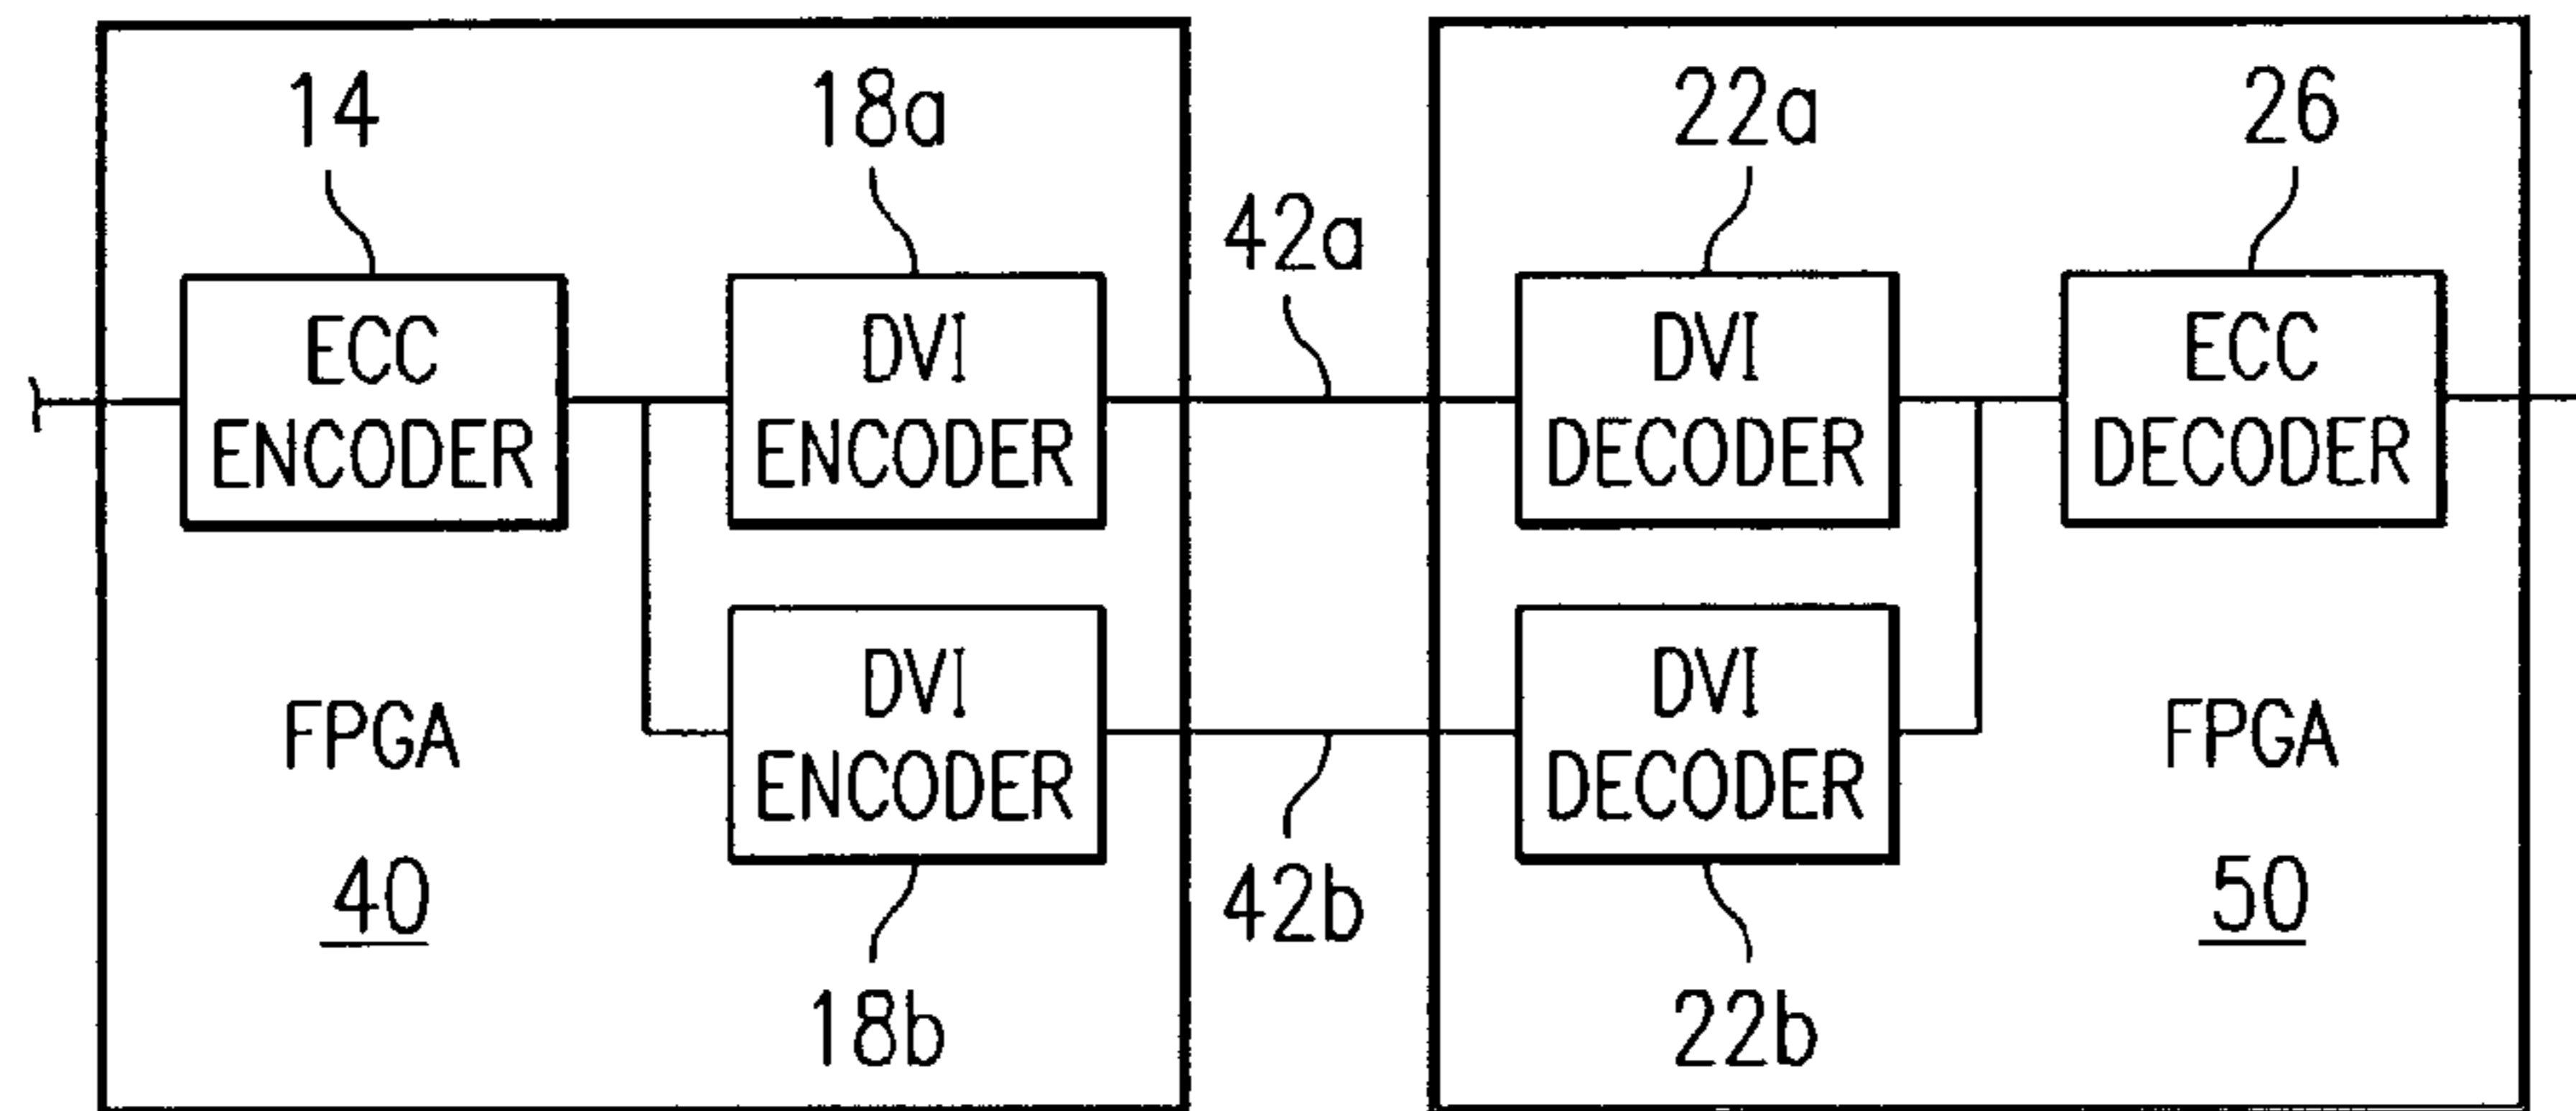 14
18a
22a
26
42a
ECC
ENCODER
DVI
ENCODER
DVI
DECODER
ECC
DECODER
FPGA
40
DVI
ENCODER
DVI
DECODER
FPGA
50
42b
18b
22b